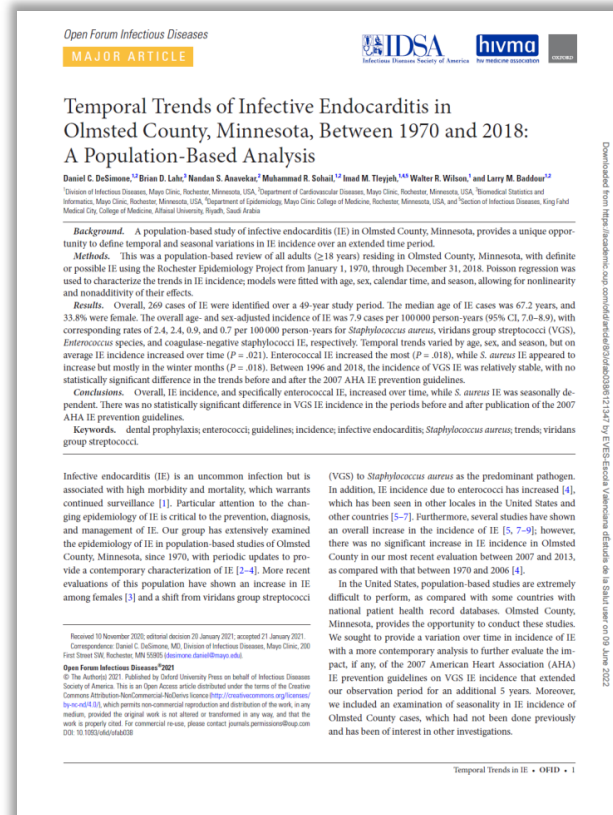 Open Forum Infectious Diseases
MAJOR ARTICLE
IDSA
Infectious Diseases Society of America
hivma
hiv medicine association
OXFORD
Temporal Trends of Infective Endocarditis in
Olmsted County, Minnesota, Between 1970 and 2018:
A Population-Based Analysis
Daniel C. DeSimone,1,2 Brian D. Lahr,3 Nandan S. Anavekar,2 Muhammad R. Sohail,1,2 Imad M. Tleyjeh,1,4,5 Walter R. Wilson,1 and Larry M. Baddour1,2
1Division of Infectious Diseases, Mayo Clinic, Rochester, Minnesota, USA, 2Department of Cardiovascular Diseases, Mayo Clinic, Rochester, Minnesota, USA, 3Biomedical Statistics and
Informatics, Mayo Clinic, Rochester, Minnesota, USA, 4Department of Epidemiology, Mayo Clinic College of Medicine, Rochester, Minnesota, USA, and 5Section of Infectious Diseases, King Fahd
Medical City, College of Medicine, Alfaisal University, Riyadh, Saudi Arabia
Background. A population-based study of infective endocarditis (IE) in Olmsted County, Minnesota, provides a unique oppor-
tunity to define temporal and seasonal variations in IE incidence over an extended time period.
Methods. This was a population-based review of all adults (≥18 years) residing in Olmsted County, Minnesota, with definite
or possible IE using the Rochester Epidemiology Project from January 1, 1970, through December 31, 2018. Poisson regression was
used to characterize the trends in IE incidence; models were fitted with age, sex, calendar time, and season, allowing for nonlinearity
and nonadditivity of their effects.
Results. Overall, 269 cases of IE were identified over a 49-year study period. The median age of IE cases was 67.2 years, and
33.8% were female. The overall age- and sex-adjusted incidence of IE was 7.9 cases per 100 000 person-years (95% CI, 7.0–8.9), with
corresponding rates of 2.4, 2.4, 0.9, and 0.7 per 100 000 person-years for Staphylococcus aureus, viridans group streptococci (VGS),
Enterococcus species, and coagulase-negative staphylococci IE, respectively. Temporal trends varied by age, sex, and season, but on
average IE incidence increased over time (P = .021). Enterococcal IE increased the most (P = .018), while S. aureus IE appeared to
increase but mostly in the winter months (P = .018). Between 1996 and 2018, the incidence of VGS IE was relatively stable, with no
statistically significant difference in the trends before and after the 2007 AHA IE prevention guidelines.
Conclusions. Overall, IE incidence, and specifically enterococcal IE, increased over time, while S. aureus IE was seasonally de-
pendent. There was no statistically significant difference in VGS IE incidence in the periods before and after publication of the 2007
AHA IE prevention guidelines.
Keywords. dental prophylaxis; enterococci; guidelines; incidence; infective endocarditis; Staphylococcus aureus; trends; viridans
group streptococci.
Infective endocarditis (IE) is an uncommon infection but is
associated with high morbidity and mortality, which warrants
continued surveillance [1]. Particular attention to the chan-
ging epidemiology of IE is critical to the prevention, diagnosis,
and management of IE. Our group has extensively examined
the epidemiology of IE in population-based studies of Olmsted
County, Minnesota, since 1970, with periodic updates to pro-
vide a contemporary characterization of IE [2–4]. More recent
evaluations of this population have shown an increase in IE
among females [3] and a shift from viridans group streptococci
Received 10 November 2020; editorial decision 20 January 2021; accepted 21 January 2021.
Correspondence: Daniel C. DeSimone, MD, Division of Infectious Diseases, Mayo Clinic, 200
First Street SW, Rochester, MN 55905 (desimone.daniel@mayo.edu).
Open Forum Infectious Diseases®2021
© The Author(s) 2021. Published by Oxford University Press on behalf of Infectious Diseases
Society of America. This is an Open Access article distributed under the terms of the Creative
Commons Attribution-NonCommercial-NoDerivs licence (http://creativecommons.org/licenses/
by-nc-nd/4.0/), which permits non-commercial reproduction and distribution of the work, in any
medium, provided the original work is not altered or transformed in any way, and that the
work is properly cited. For commercial re-use, please contact journals.permissions@oup.com
DOI: 10.1093/ofid/ofab038
(VGS) to Staphylococcus aureus as the predominant pathogen.
In addition, IE incidence due to enterococci has increased [4],
which has been seen in other locales in the United States and
other countries [5–7]. Furthermore, several studies have shown
an overall increase in the incidence of IE [5, 7–9]; however,
there was no significant increase in IE incidence in Olmsted
County in our most recent evaluation between 2007 and 2013,
as compared with that between 1970 and 2006 [4].
In the United States, population-based studies are extremely
difficult to perform, as compared with some countries with
national patient health record databases. Olmsted County,
Minnesota, provides the opportunity to conduct these studies.
We sought to provide a variation over time in incidence of IE
with a more contemporary analysis to further evaluate the im-
pact, if any, of the 2007 American Heart Association (AHA)
IE prevention guidelines on VGS IE incidence that extended
our observation period for an additional 5 years. Moreover,
we included an examination of seasonality in IE incidence of
Olmsted County cases, which had not been done previously
and has been of interest in other investigations.
Temporal Trends in IE • OFID • 1
Downloaded from https://academic.oup.com/ofid/article/8/3/ofab038/6121347 by EVES-Escola Valenciana dEstudis de la Salut user on 09 June 2022